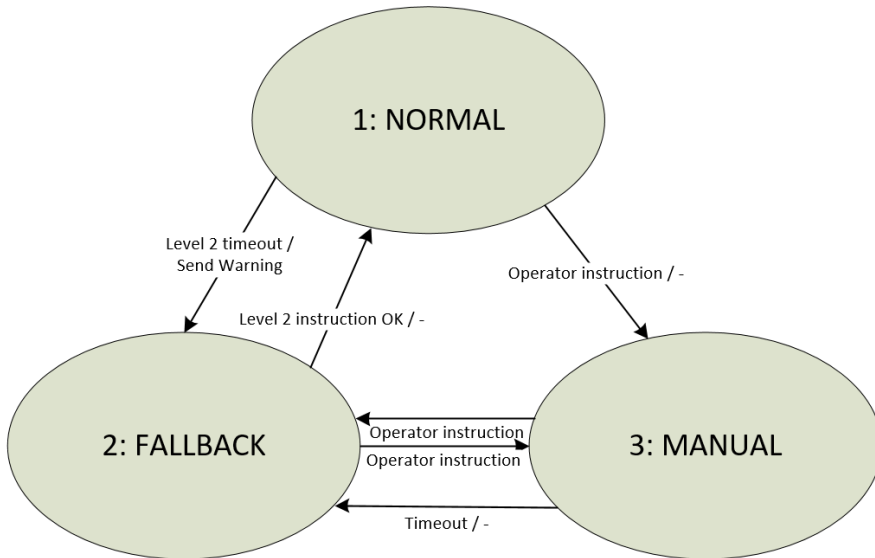 1: NORMAL
Level 2 timeout /
Send Warning
Operator instruction / -
Level 2 instruction OK / -
2: FALLBACK
Operator instruction
Operator instruction
3: MANUAL
Timeout / -